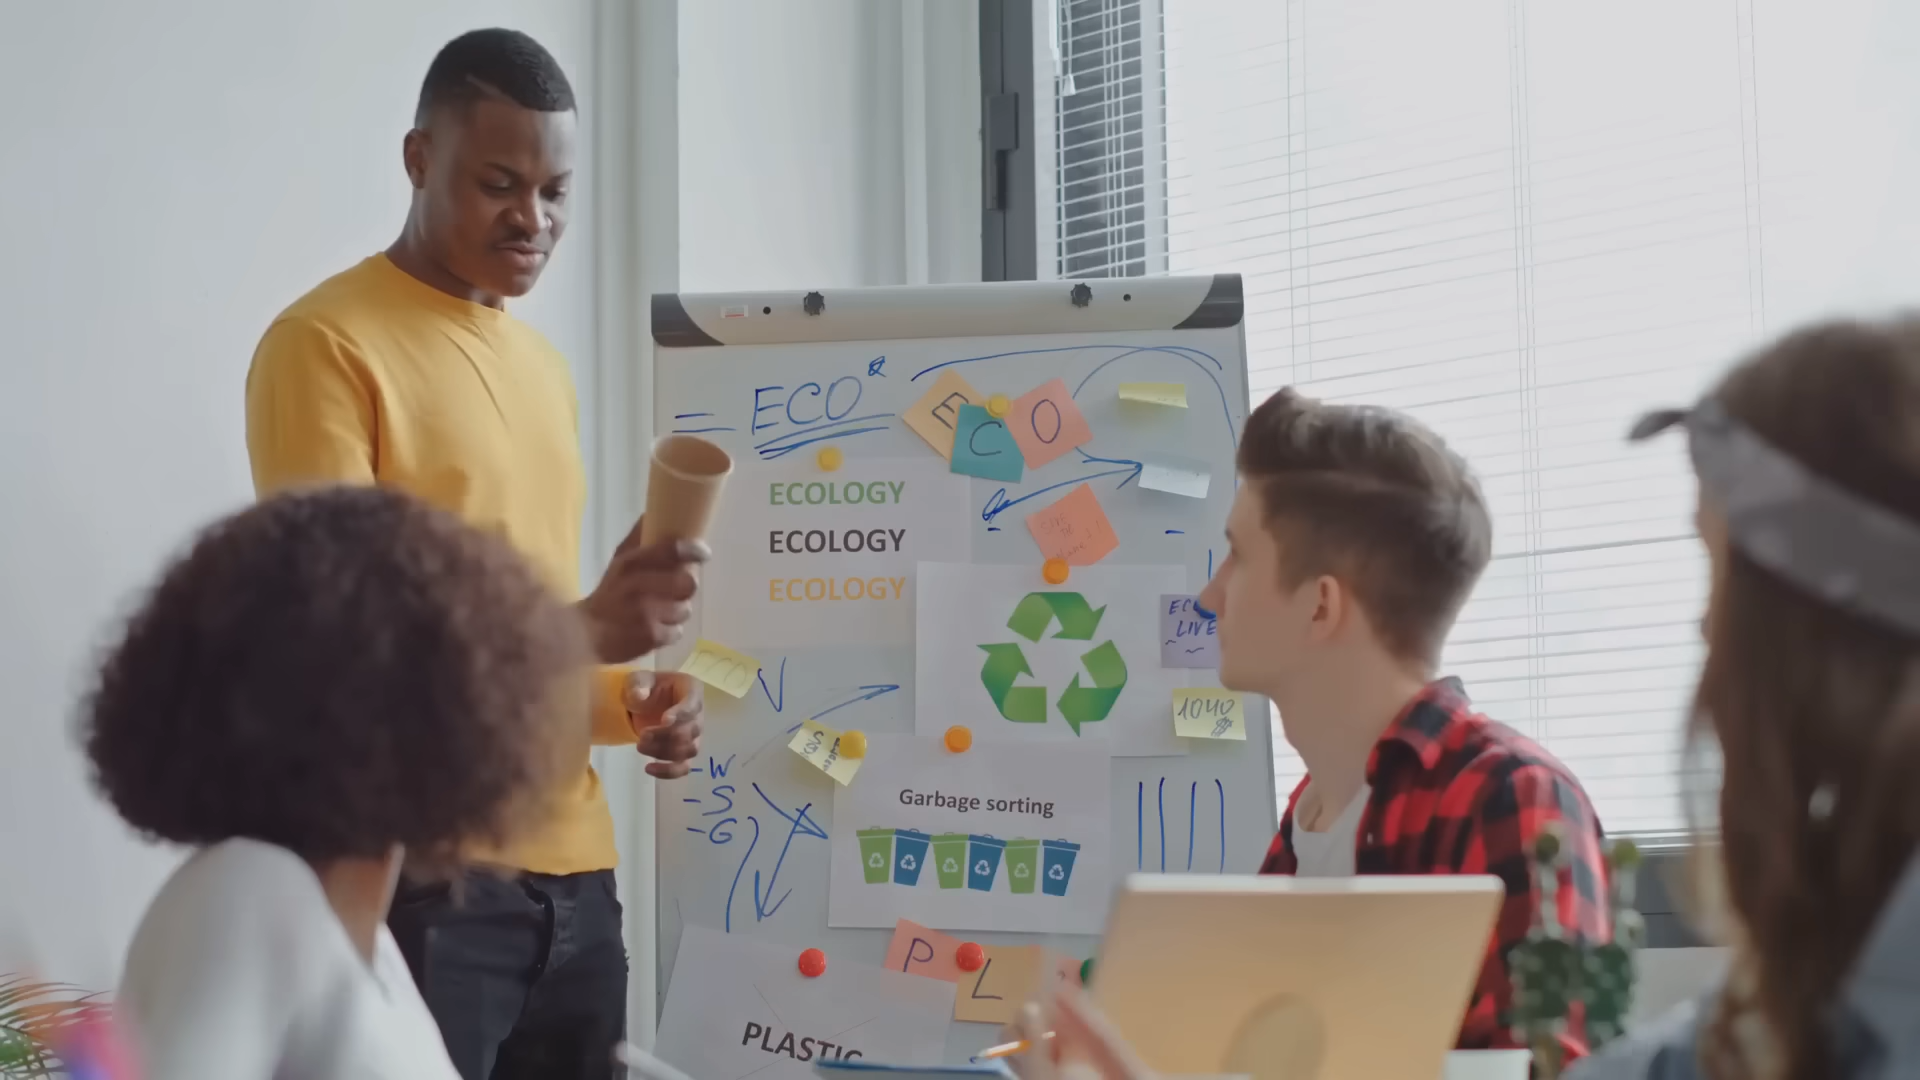 = ECO
E C O
ECOLOGY
ECOLOGY
ECOLOGY
ECO
LIVE
V
1040
-W
-S
-G
Garbage sorting
P L
PLASTIC